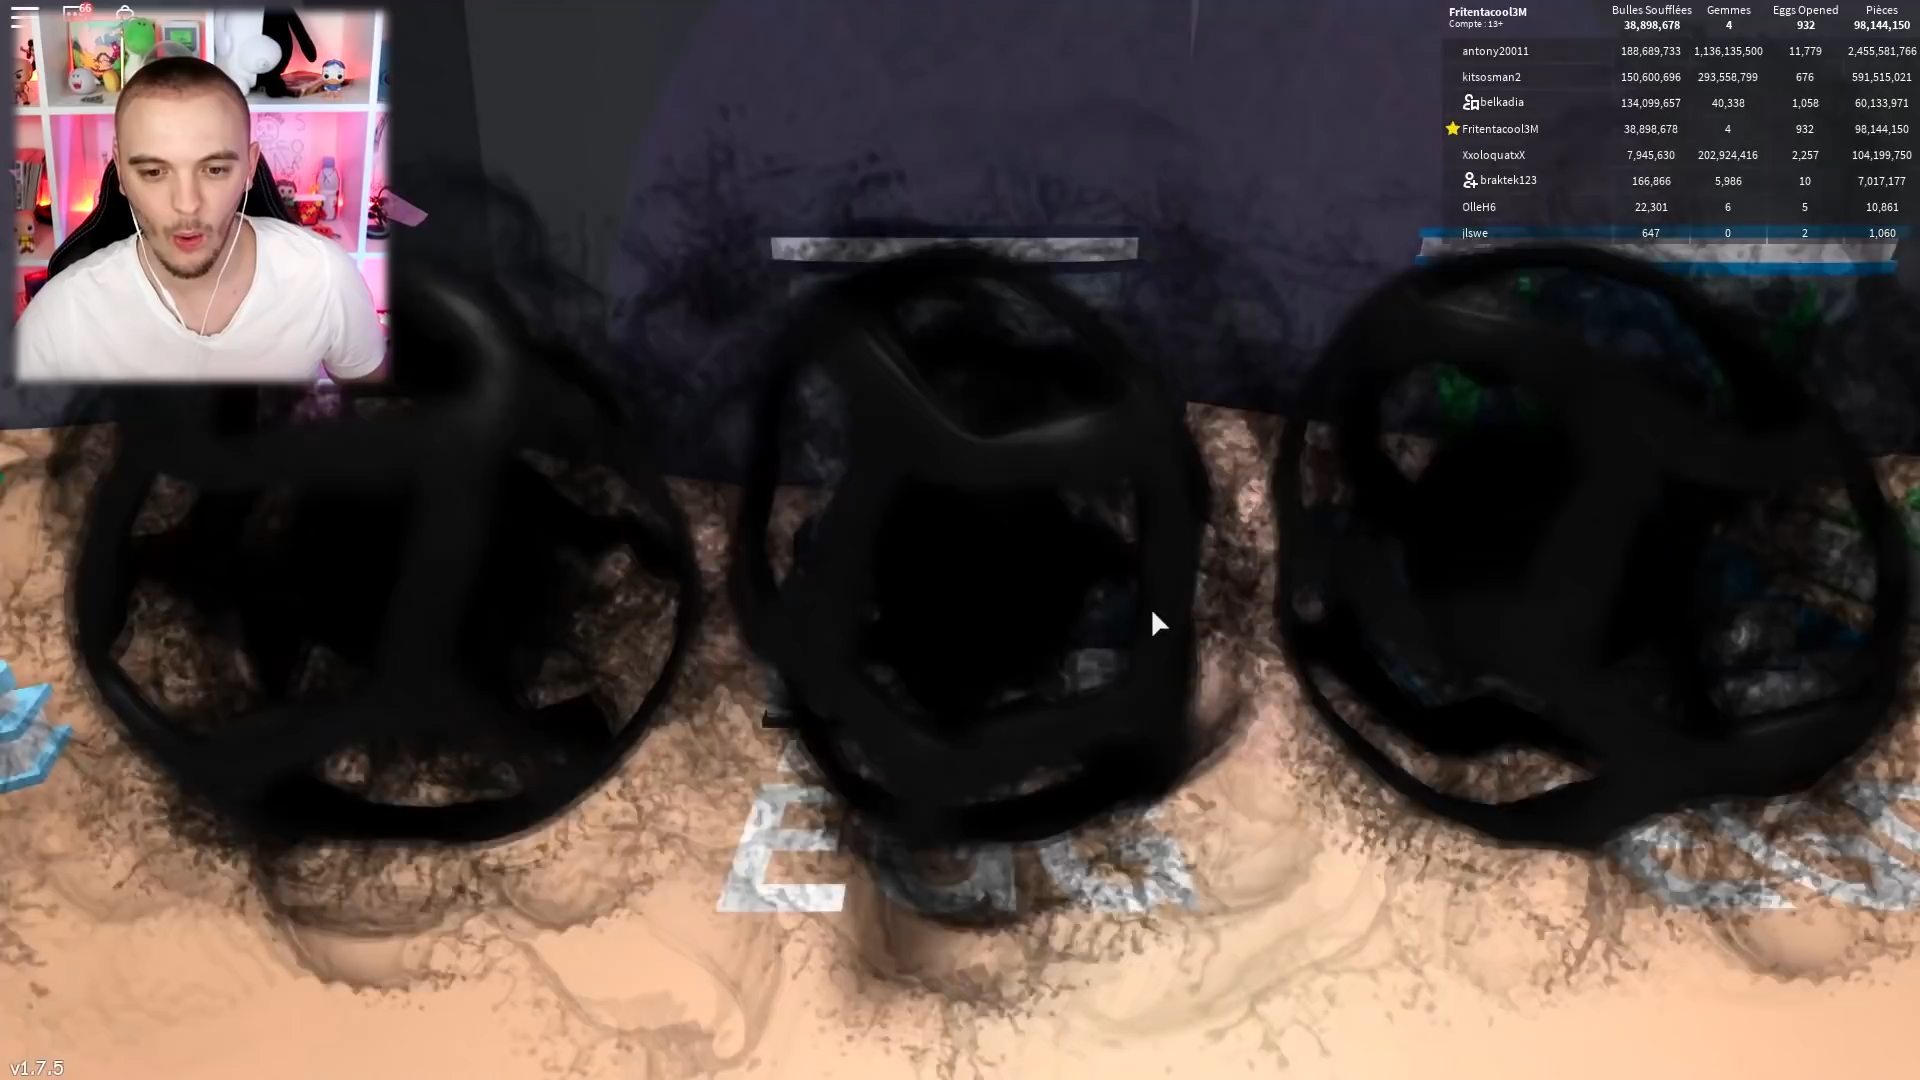 66
Fritentacool3M Bulles Soufflées Gemmes Eggs Opened Pièces
Compte : 13+ 38,898,678 4 932 98,144,150
antony20011 188,689,733 1,136,135,500 11,779 2,455,581,766
kitsosman2 150,600,696 293,558,799 676 591,515,021
belkadia 134,099,657 40,338 1,058 60,133,971
Fritentacool3M 38,898,678 4 932 98,144,150
XxloloquatxX 7,945,630 202,924,416 2,257 104,199,750
braktek123 166,866 5,986 10 7,017,177
OlleH6 22,301 6 5 10,861
jlswe 647 0 2 1,060
EGG
v1.7.5